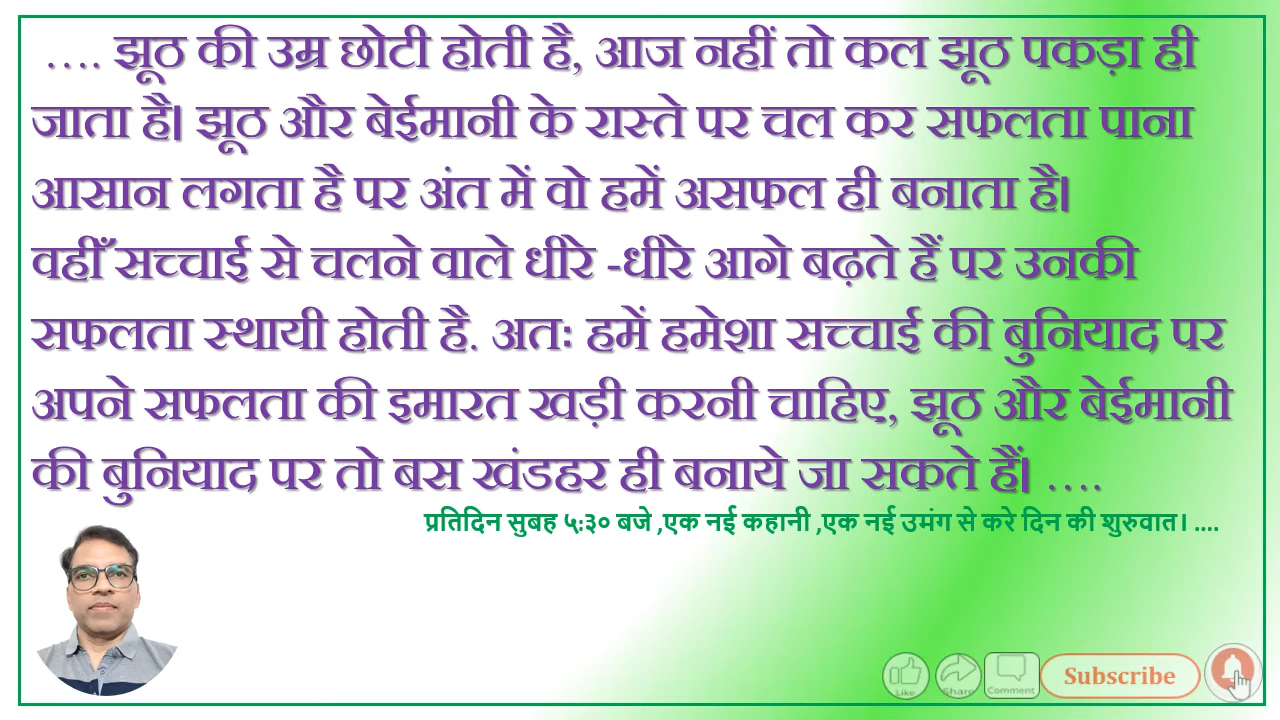 .... झूठ की उम्र छोटी होती है, आज नहीं तो कल झूठ पकड़ा ही
जाता है। झूठ और बेईमानी के रास्ते पर चल कर सफलता पाना
आसान लगता है पर अंत में वो हमें असफल ही बनाता है।
वहीँ सच्चाई से चलने वाले धीरे -धीरे आगे बढ़ते हैं पर उनकी
सफलता स्थायी होती है. अतः हमें हमेशा सच्चाई की बुनियाद पर
अपने सफलता की इमारत खड़ी करनी चाहिए, झूठ और बेईमानी
की बुनियाद पर तो बस खंडहर ही बनाये जा सकते हैं। ....
प्रतिदिन सुबह ५:३० बजे ,एक नई कहानी ,एक नई उमंग से करे दिन की शुरुवात। ....
Like Share Comment Subscribe